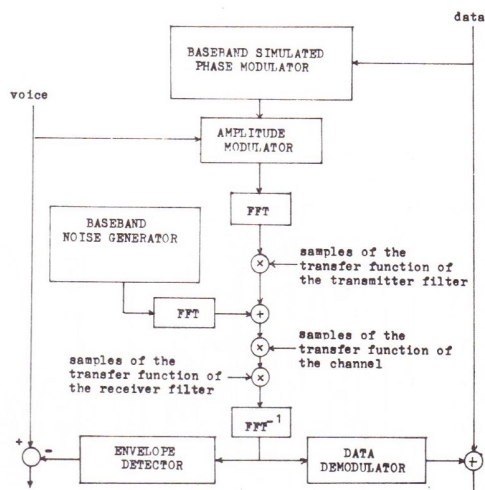 data
BASEBAND SIMULATED
PHASE MODULATOR
voice
AMPLITUDE
MODULATOR
FFT
BASEBAND
NOISE GENERATOR
×
samples of the
transfer function of
the transmitter filter
FFT
+
samples of the
transfer function of
the channel
×
samples of the
transfer function of
the receiver filter
×
FFT⁻¹
+
-
ENVELOPE
DETECTOR
DATA
DEMODULATOR
+